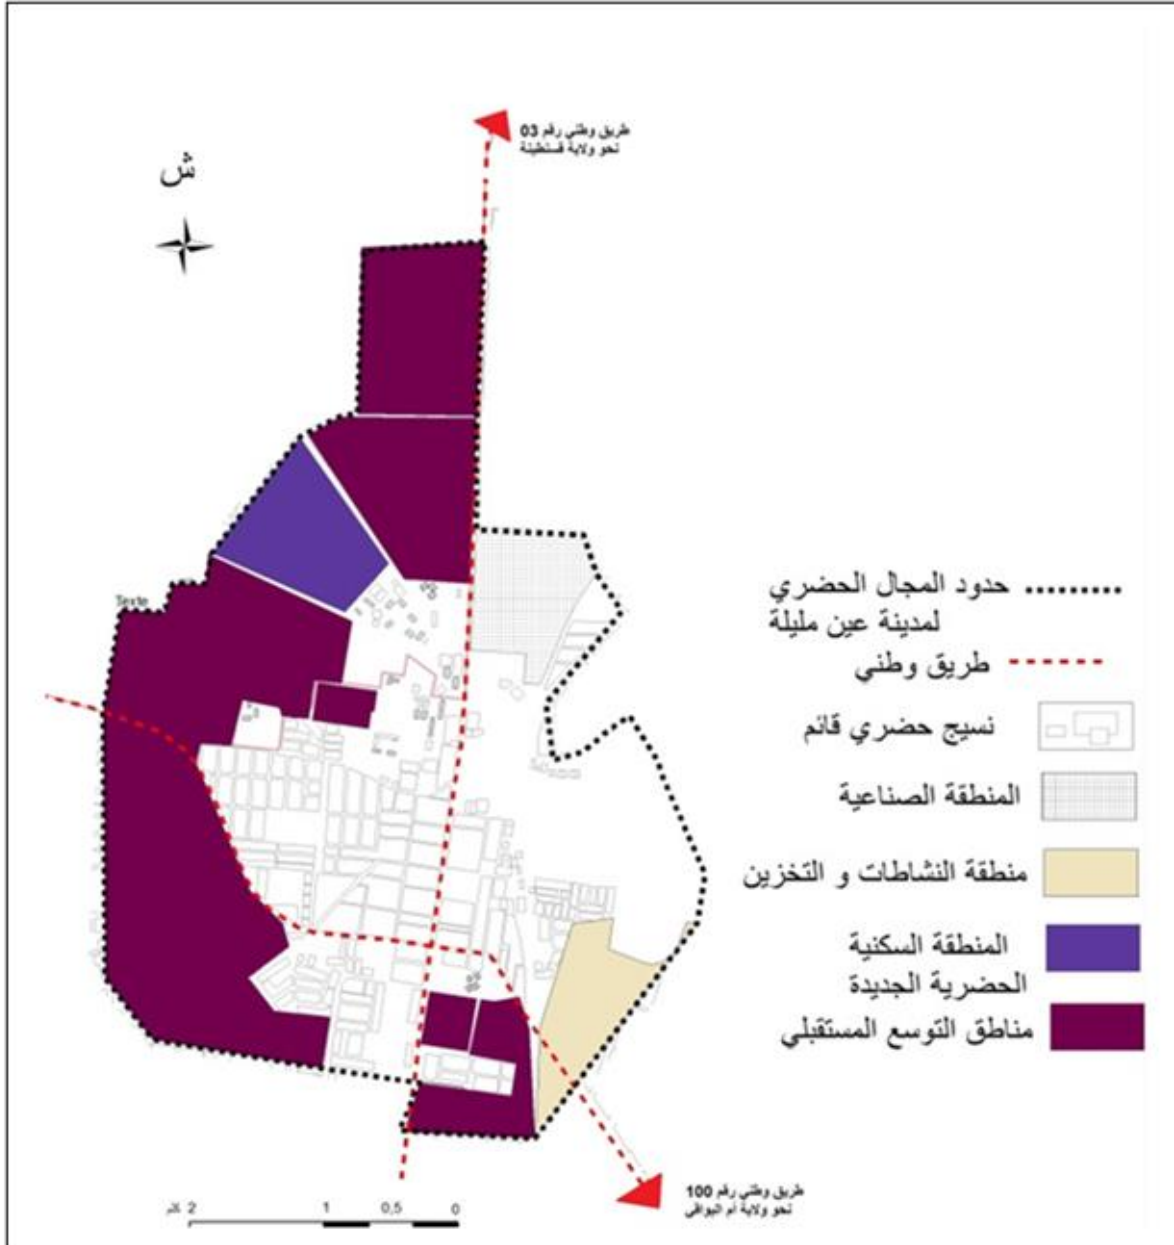 طريق وطني رقم 03
نحو ولاية قسنطينة
ش
Texte
حدود المجال الحضري
لمدينة عين مليلة
طريق وطني
نسيج حضري قائم
المنطقة الصناعية
منطقة النشاطات و التخزين
المنطقة السكنية
الحضرية الجديدة
مناطق التوسع المستقبلي
طريق وطني رقم 100
نحو ولاية أم البواقي
2 كلم 1 0,5 0